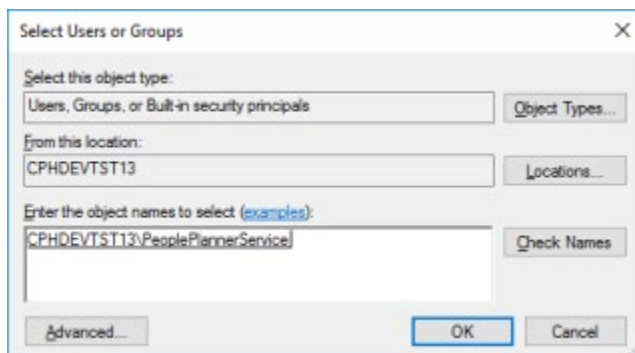 Select Users or Groups
Select this object type:
Users, Groups, or Built-in security principals
Object Types...
From this location:
CPHDEVTST13
Locations...
Enter the object names to select (examples):
CPHDEVTST13\PeoplePlannerService
Check Names
Advanced...
OK
Cancel